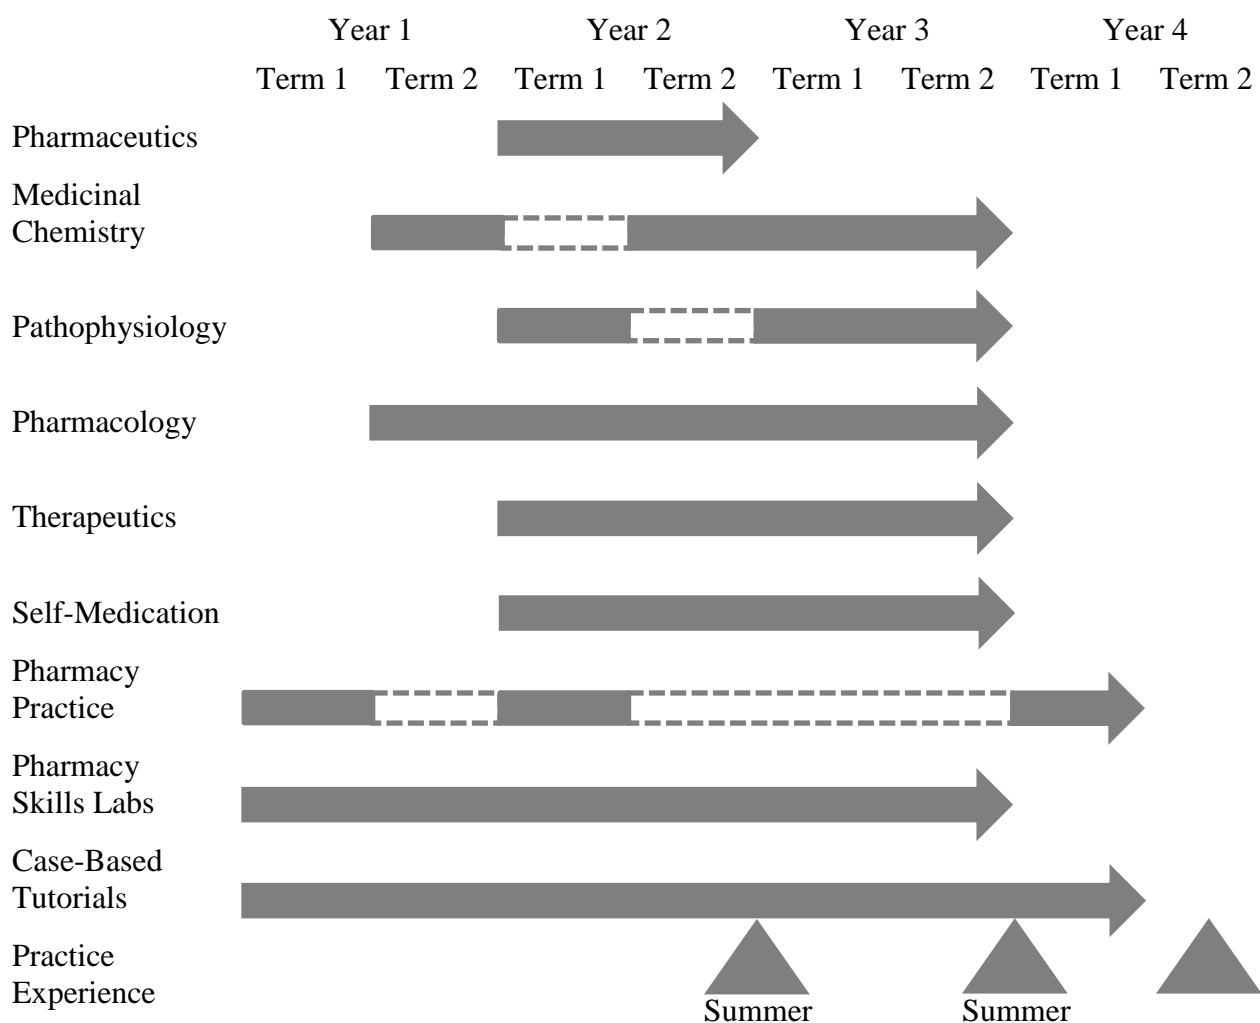 Year 1 Year 2 Year 3 Year 4
Term 1 Term 2 Term 1 Term 2 Term 1 Term 2 Term 1 Term 2
Pharmaceutics
Medicinal
Chemistry
Pathophysiology
Pharmacology
Therapeutics
Self-Medication
Pharmacy
Practice
Pharmacy
Skills Labs
Case-Based
Tutorials
Practice
Experience
Summer Summer